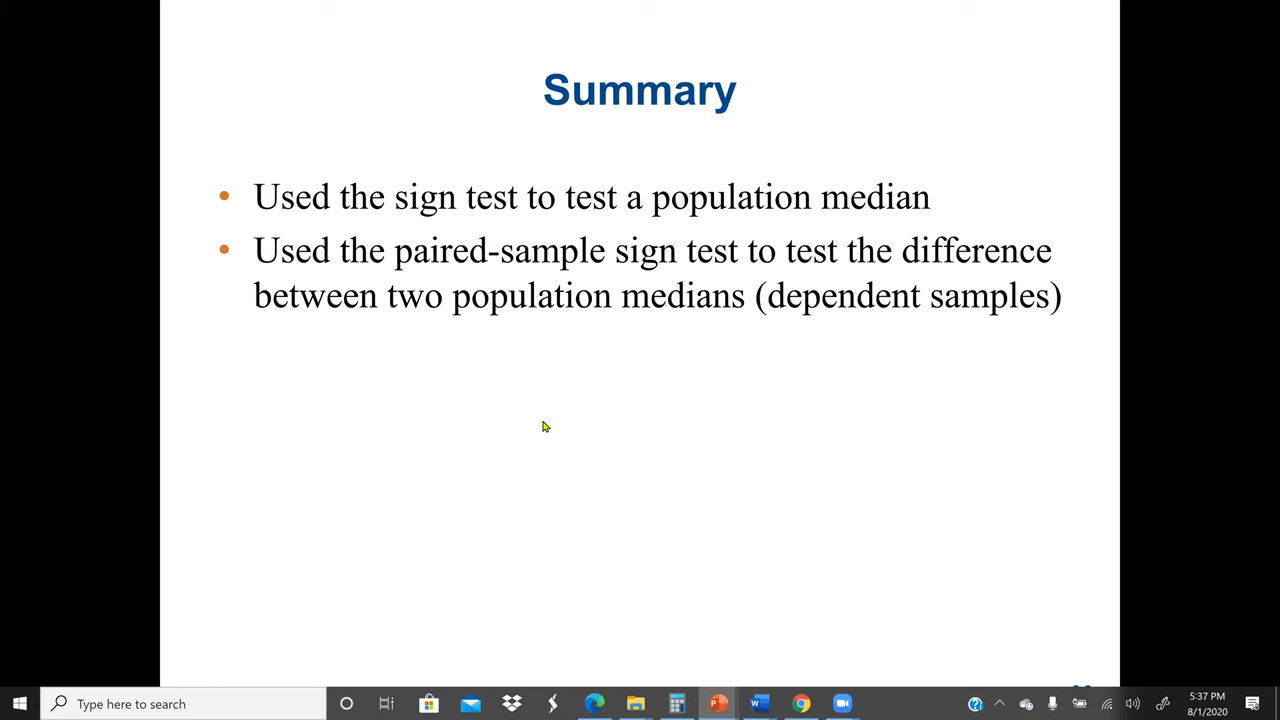 Summary
• Used the sign test to test a population median
• Used the paired-sample sign test to test the difference
between two population medians (dependent samples)
Type here to search
5:37 PM
8/1/2020